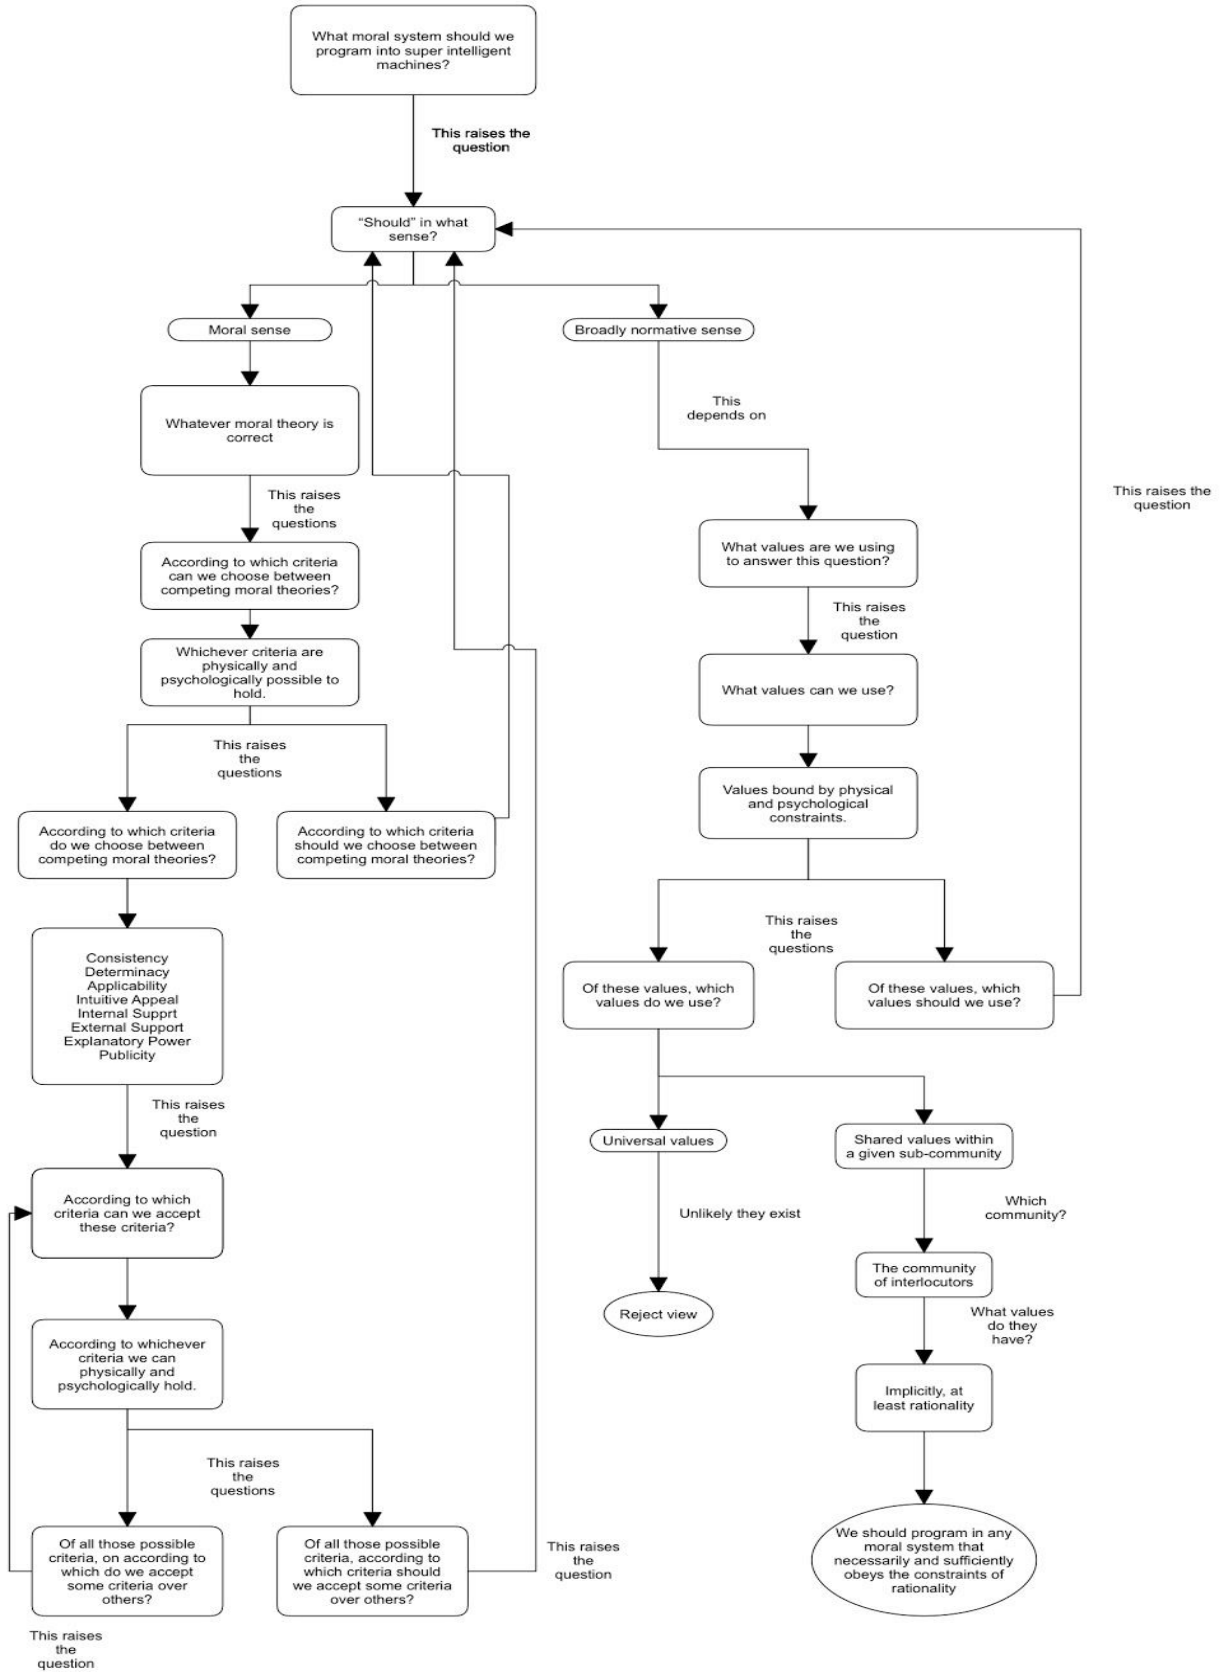 What moral system should we
program into super intelligent
machines?
This raises the
question
“Should” in what
sense?
Moral sense
Broadly normative sense
This
depends on
Whatever moral theory is
correct
This raises
the
questions
According to which criteria
can we choose between
competing moral theories?
Whichever criteria are
physically and
psychologically possible to
hold.
This raises
the
questions
According to which criteria
do we choose between
competing moral theories?
According to which criteria
should we choose between
competing moral theories?
Consistency
Determinacy
Applicability
Intuitive Appeal
Internal Supprt
External Support
Explanatory Power
Publicity
This raises
the
question
According to which
criteria can we accept
these criteria?
According to whichever
criteria we can
physically and
psychologically hold.
This raises
the
questions
Of all those possible
criteria, on according to
which do we accept
some criteria over
others?
Of all those possible
criteria, according to
which criteria should
we accept some criteria
over others?
This raises
the
question
This raises
the
question
What values are we using
to answer this question?
This raises
the
question
What values can we use?
Values bound by physical
and psychological
constraints.
This raises
the
questions
Of these values, which
values do we use?
Of these values, which
values should we use?
This raises the
question
Universal values
Unlikely they exist
Reject view
Shared values within
a given sub-community
Which
community?
The community
of interlocutors
What values
do they
have?
Implicitly, at
least rationality
We should program in any
moral system that
necessarily and sufficiently
obeys the constraints of
rationality